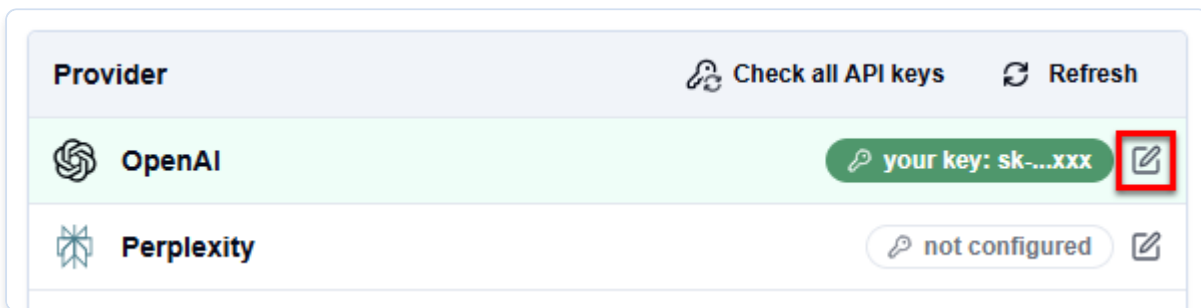 Provider Check all API keys Refresh
OpenAI your key: sk-...xxx
Perplexity not configured